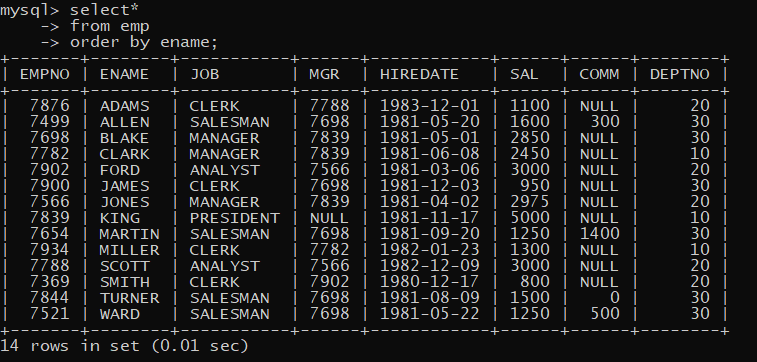 mysql> select*
    -> from emp
    -> order by ename;
+-------+--------+-----------+------+------------+------+------+--------+
| EMPNO | ENAME  | JOB       | MGR  | HIREDATE   | SAL  | COMM | DEPTNO |
+-------+--------+-----------+------+------------+------+------+--------+
|  7876 | ADAMS  | CLERK     | 7788 | 1983-12-01 | 1100 | NULL |     20 |
|  7499 | ALLEN  | SALESMAN  | 7698 | 1981-05-20 | 1600 |  300 |     30 |
|  7698 | BLAKE  | MANAGER   | 7839 | 1981-05-01 | 2850 | NULL |     30 |
|  7782 | CLARK  | MANAGER   | 7839 | 1981-06-08 | 2450 | NULL |     10 |
|  7902 | FORD   | ANALYST   | 7566 | 1981-03-06 | 3000 | NULL |     20 |
|  7900 | JAMES  | CLERK     | 7698 | 1981-12-03 |  950 | NULL |     30 |
|  7566 | JONES  | MANAGER   | 7839 | 1981-04-02 | 2975 | NULL |     20 |
|  7839 | KING   | PRESIDENT | NULL | 1981-11-17 | 5000 | NULL |     10 |
|  7654 | MARTIN | SALESMAN  | 7698 | 1981-09-20 | 1250 | 1400 |     30 |
|  7934 | MILLER | CLERK     | 7782 | 1982-01-23 | 1300 | NULL |     10 |
|  7788 | SCOTT  | ANALYST   | 7566 | 1982-12-09 | 3000 | NULL |     20 |
|  7369 | SMITH  | CLERK     | 7902 | 1980-12-17 |  800 | NULL |     20 |
|  7844 | TURNER | SALESMAN  | 7698 | 1981-08-09 | 1500 |    0 |     30 |
|  7521 | WARD   | SALESMAN  | 7698 | 1981-05-22 | 1250 |  500 |     30 |
+-------+--------+-----------+------+------------+------+------+--------+
14 rows in set (0.01 sec)